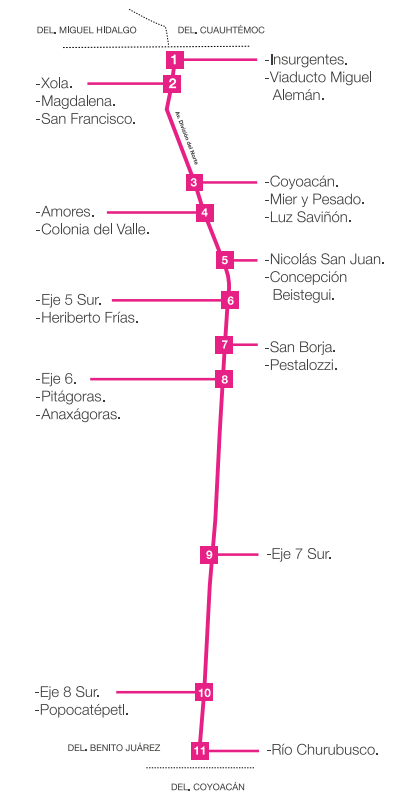 DEL. MIGUEL HIDALGO
DEL. CUAUHTÉMOC
1
-Insurgentes.
-Viaducto Miguel
Alemán.
2
-Xola.
-Magdalena.
-San Francisco.
Av. División del Norte
3
-Coyoacán.
-Mier y Pesado.
-Luz Saviñón.
4
-Amores.
-Colonia del Valle.
5
-Nicolás San Juan.
-Concepción
Beistegui.
6
-Eje 5 Sur.
-Heriberto Frías.
7
-San Borja.
-Pestalozzi.
8
-Eje 6.
-Pitágoras.
-Anaxágoras.
9
-Eje 7 Sur.
10
-Eje 8 Sur.
-Popocatépetl.
DEL. BENITO JUÁREZ
11
-Río Churubusco.
DEL. COYOACÁN